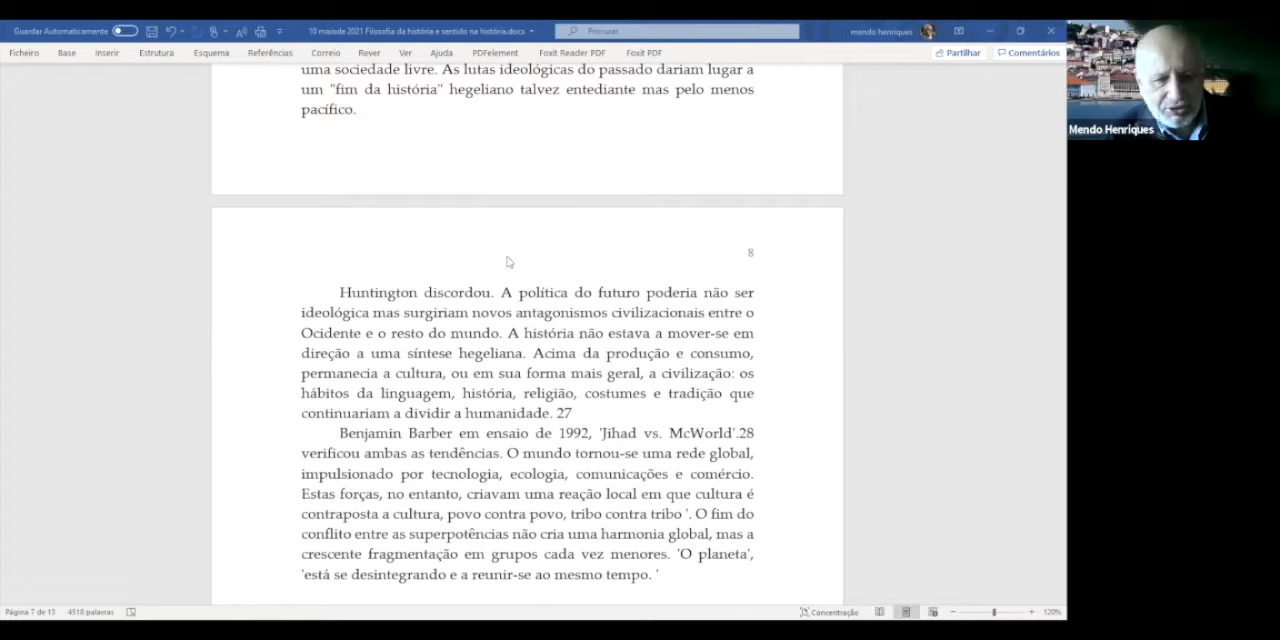 Guardar Automaticamente
10 maiode 2021 Filosofia da história e sentido na história.docx
Procurar
mendo henriques
Ficheiro Base Inserir Estrutura Esquema Referências Correio Rever Ver Ajuda PDFelement Foxit Reader PDF Foxit PDF
Partilhar Comentários
uma sociedade livre. As lutas ideológicas do passado dariam lugar a
um "fim da história" hegeliano talvez entediante mas pelo menos
pacífico.
8
Huntington discordou. A política do futuro poderia não ser
ideológica mas surgiriam novos antagonismos civilizacionais entre o
Ocidente e o resto do mundo. A história não estava a mover-se em
direção a uma síntese hegeliana. Acima da produção e consumo,
permanecia a cultura, ou em sua forma mais geral, a civilização: os
hábitos da linguagem, história, religião, costumes e tradição que
continuariam a dividir a humanidade. 27
Benjamin Barber em ensaio de 1992, 'Jihad vs. McWorld'.28
verificou ambas as tendências. O mundo tornou-se uma rede global,
impulsionado por tecnologia, ecologia, comunicações e comércio.
Estas forças, no entanto, criavam uma reação local em que cultura é
contraposta a cultura, povo contra povo, tribo contra tribo '. O fim do
conflito entre as superpotências não cria uma harmonia global, mas a
crescente fragmentação em grupos cada vez menores. 'O planeta',
'está se desintegrando e a reunir-se ao mesmo tempo. '
Página 7 de 13 4518 palavras
Concentração
120%
Mendo Henriques